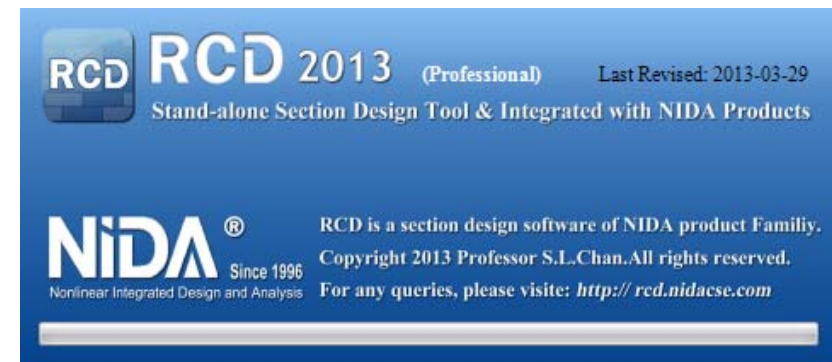 RCD
RCD 2013 (Professional) Last Revised: 2013-03-29
Stand-alone Section Design Tool & Integrated with NIDA Products
NiDA ® Since 1996
Nonlinear Integrated Design and Analysis
RCD is a section design software of NIDA product Familiy.
Copyright 2013 Professor S.L.Chan.All rights reserved.
For any queries, please visite: http:// rcd.nidacse.com